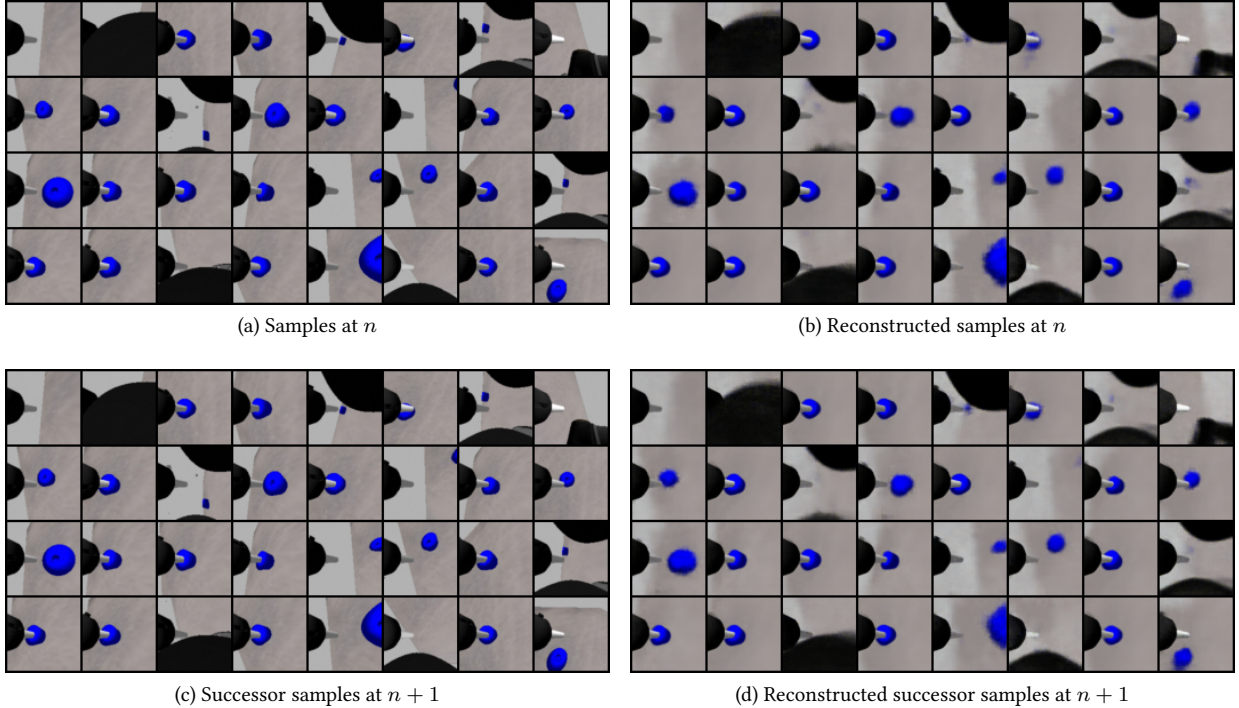 (a) Samples at n
(b) Reconstructed samples at n
(c) Successor samples at n + 1
(d) Reconstructed successor samples at n + 1